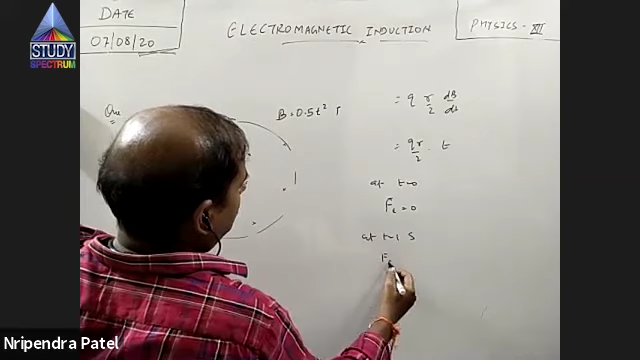 STUDY
SPECTRUM
DATE
07/08/20
ELECTROMAGNETIC INDUCTION
PHYSICS - XII
Que
B = 0.5t² T
= q r/2 dB/dt
= qr/2 . t
at t=0
F = 0
at t=1 S
F
Nripendra Patel